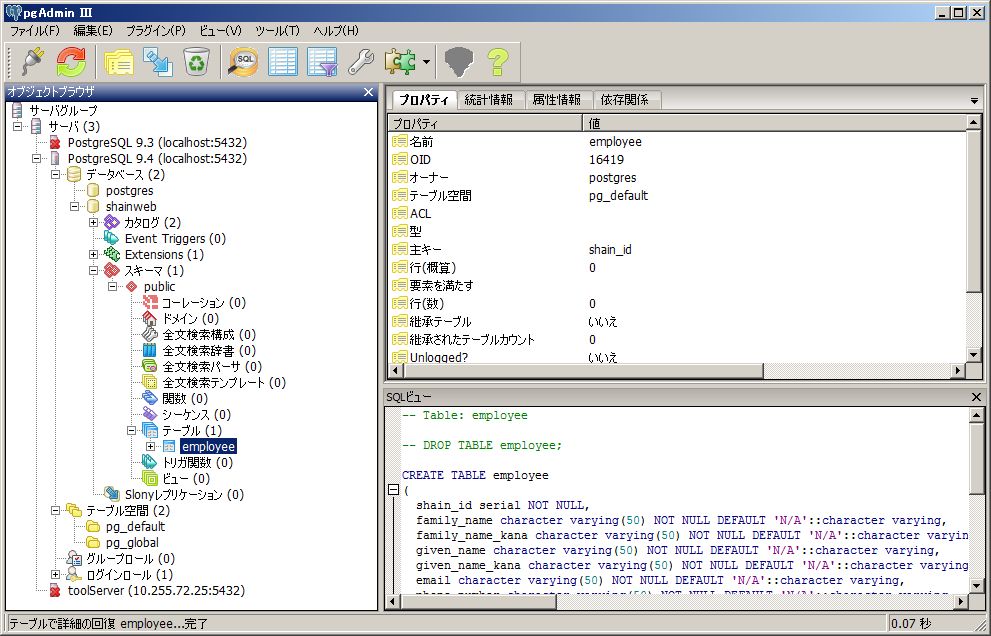 pgAdmin III
ファイル(F) 編集(E) プラグイン(P) ビュー(V) ツール(T) ヘルプ(H)
SQL
オブジェクトブラウザ
サーバグループ
サーバ (3)
PostgreSQL 9.3 (localhost:5432)
PostgreSQL 9.4 (localhost:5432)
データベース (2)
postgres
shainweb
カタログ (2)
Event Triggers (0)
Extensions (1)
スキーマ (1)
public
コーレーション (0)
ドメイン (0)
全文検索構成 (0)
全文検索辞書 (0)
全文検索パーサ (0)
全文検索テンプレート (0)
関数 (0)
シーケンス (0)
テーブル (1)
employee
トリガ関数 (0)
ビュー (0)
Slonyレプリケーション (0)
テーブル空間 (2)
pg_default
pg_global
グループロール (0)
ログインロール (1)
toolServer (10.255.72.25:5432)
プロパティ 統計情報 属性情報 依存関係
プロパティ 値
名前 employee
OID 16419
オーナー postgres
テーブル空間 pg_default
ACL
型
主キー shain_id
行(概算) 0
要素を満たす
行(数) 0
継承テーブル いいえ
継承されたテーブルカウント 0
Unlogged? いいえ
SQLビュー
-- Table: employee
-- DROP TABLE employee;
CREATE TABLE employee
(
shain_id serial NOT NULL,
family_name character varying(50) NOT NULL DEFAULT 'N/A'::character varying,
family_name_kana character varying(50) NOT NULL DEFAULT 'N/A'::character varyin
given_name character varying(50) NOT NULL DEFAULT 'N/A'::character varying,
given_name_kana character varying(50) NOT NULL DEFAULT 'N/A'::character varying
email character varying(50) NOT NULL DEFAULT 'N/A'::character varying,
テーブルで詳細の回復 employee...完了 0.07 秒